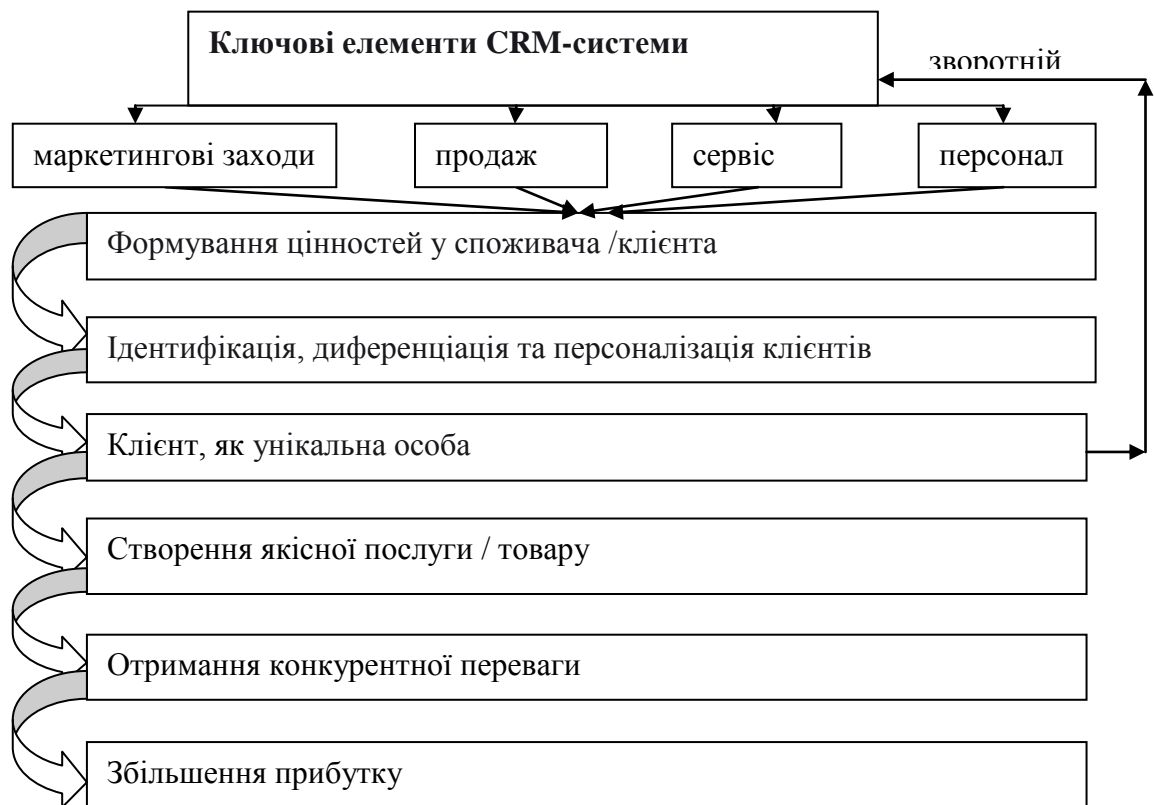 Ключові елементи CRM-системи
зворотній
маркетингові заходи
продаж
сервіс
персонал
Формування цінностей у споживача /клієнта
Ідентифікація, диференціація та персоналізація клієнтів
Клієнт, як унікальна особа
Створення якісної послуги / товару
Отримання конкурентної переваги
Збільшення прибутку